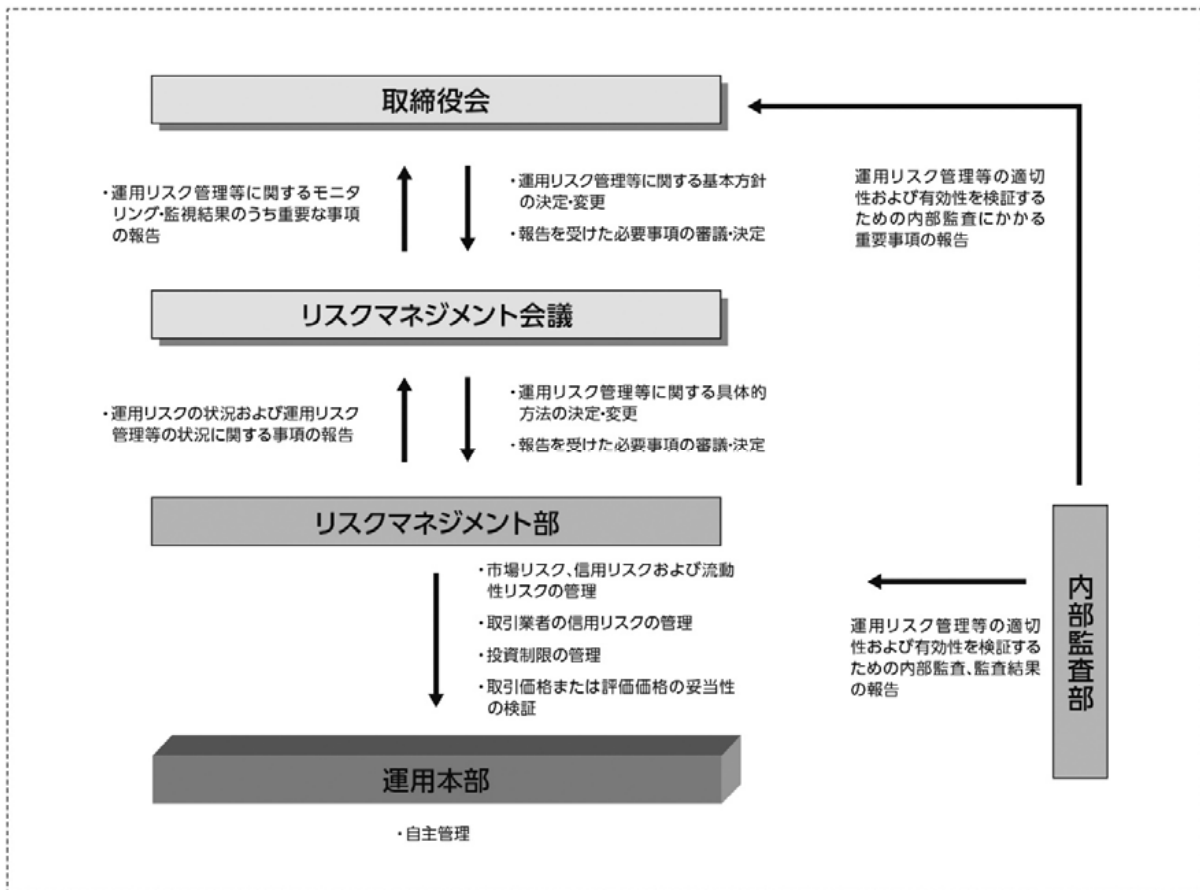 取締役会
・運用リスク管理等に関するモニ
タリング・監視結果のうち重要な事項
の報告
・運用リスク管理等に関する基本方針
の決定・変更
・報告を受けた必要事項の審議・決定
運用リスク管理等の適切
性および有効性を検証する
ための内部監査にかかる
重要事項の報告
リスクマネジメント会議
・運用リスクの状況および運用リスク
管理等の状況に関する事項の報告
・運用リスク管理等に関する具体的
方法の決定・変更
・報告を受けた必要事項の審議・決定
リスクマネジメント部
・市場リスク、信用リスクおよび流動
性リスクの管理
・取引業者の信用リスクの管理
・投資制限の管理
・取引価格または評価価格の妥当性
の検証
運用リスク管理等の適切
性および有効性を検証する
ための内部監査、監査結果
の報告
内部監査部
運用本部
・自主管理